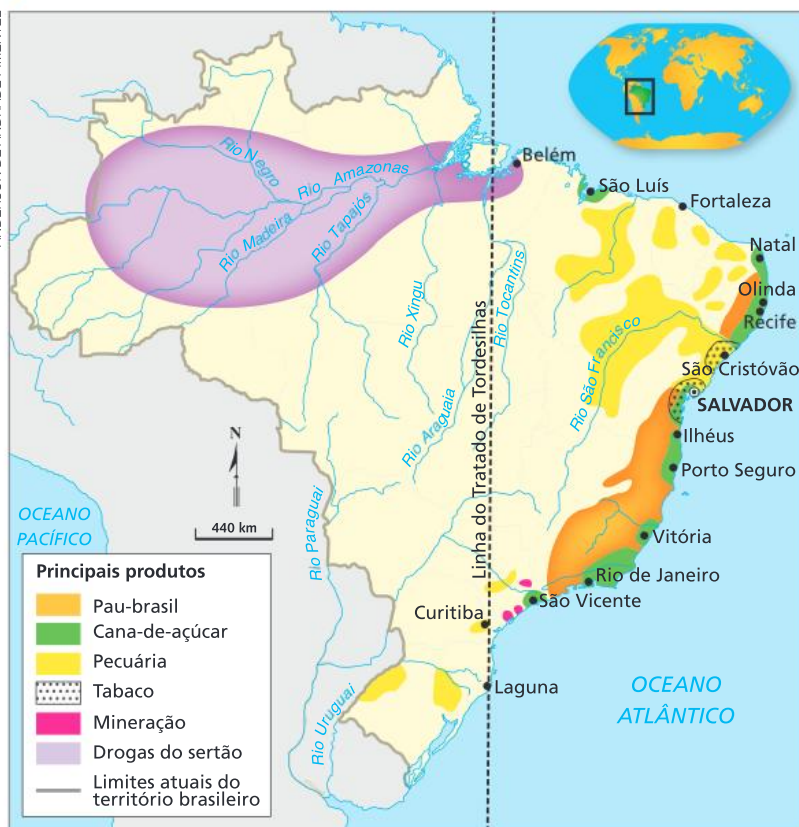 Belém
São Luís
Fortaleza
Natal
Olinda
Recife
São Cristóvão
SALVADOR
Ilhéus
Porto Seguro
Vitória
Rio de Janeiro
São Vicente
Curitiba
Laguna
Rio Negro
Rio Amazonas
Rio Madeira
Rio Tapajós
Rio Xingu
Rio Tocantins
Rio Araguaia
Rio São Francisco
Rio Paraguai
Rio Uruguai
Linha do Tratado de Tordesilhas
N
440 km
OCEANO
PACÍFICO
OCEANO
ATLÂNTICO
Principais produtos
Pau-brasil
Cana-de-açúcar
Pecuária
Tabaco
Mineração
Drogas do sertão
Limites atuais do
território brasileiro